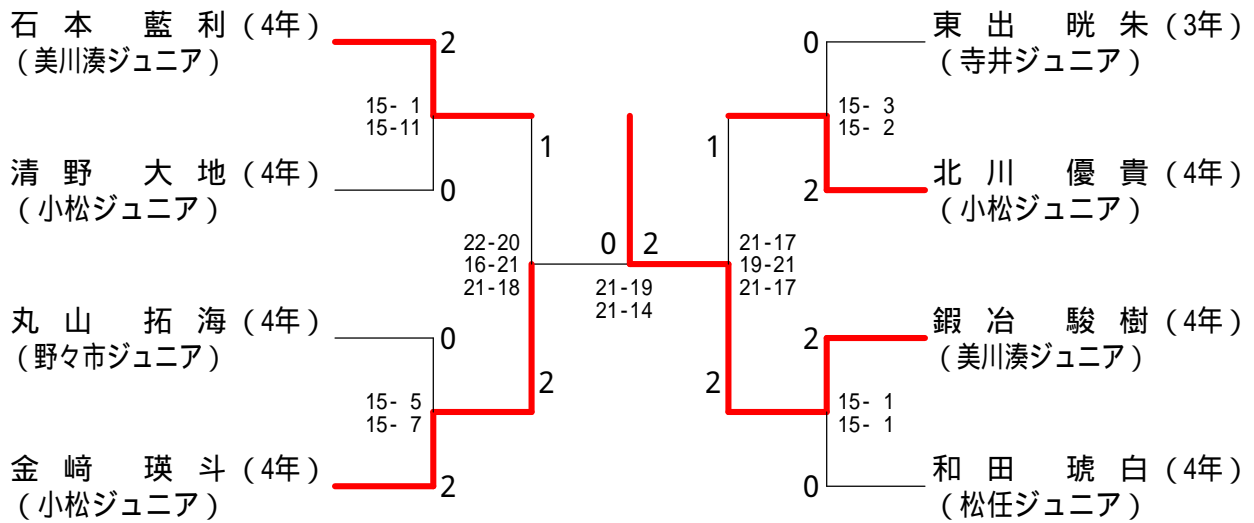 石本 藍利 (4年)
(美川湊ジュニア)
2
15- 1
15-11
清野 大地 (4年)
(小松ジュニア)
0
1
22-20
16-21
21-18
丸山 拓海 (4年)
(野々市ジュニア)
0
15- 5
15- 7
2
金﨑 瑛斗 (4年)
(小松ジュニア)
2
0 2
21-19
21-14
0
東出 晄朱 (3年)
(寺井ジュニア)
15- 3
15- 2
1
2
北川 優貴 (4年)
(小松ジュニア)
21-17
19-21
21-17
2
鍜冶 駿樹 (4年)
(美川湊ジュニア)
2
15- 1
15- 1
0
和田 琥白 (4年)
(松任ジュニア)